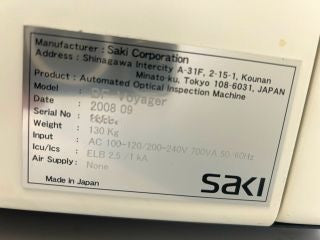 Manufacturer : Saki Corporation
Address : Shinagawa Intercity A-31F, 2-15-1, Kounan
Minato-ku, Tokyo 108-6031, JAPAN
Product : Automated Optical Inspection Machine
Model : BF-Voyager
Date : 2008 09
Serial No :
Weight : 130 Kg
Input : AC 100-120/200-240V 700VA 50-60Hz
Icu/Ics : ELB 2.5 /1 kA
Air Supply: None
Made in Japan
saki